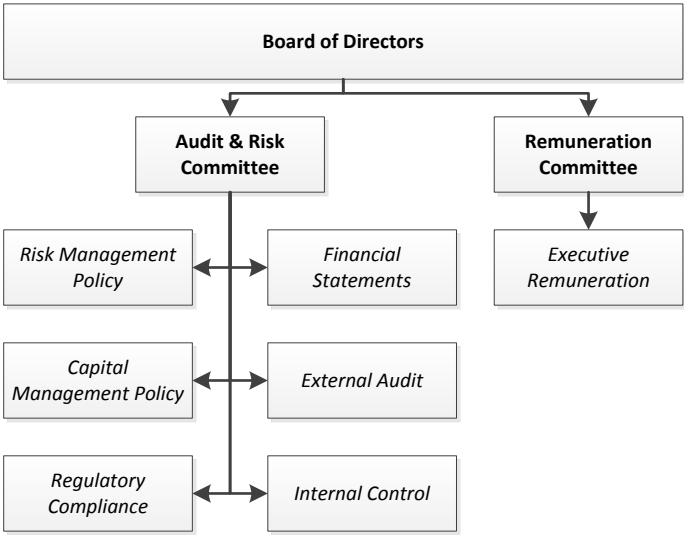 Board of Directors
Audit & Risk
Committee
Remuneration
Committee
Risk Management
Policy
Financial
Statements
Executive
Remuneration
Capital
Management Policy
External Audit
Regulatory
Compliance
Internal Control